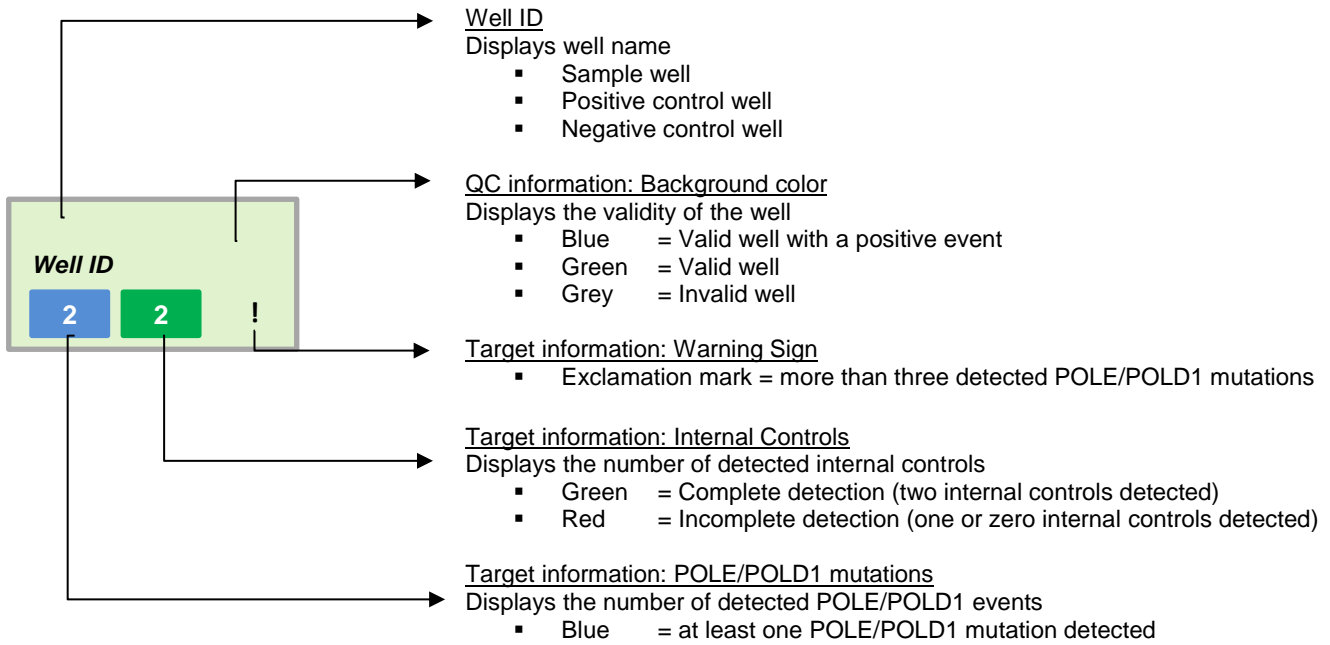 Well ID
Displays well name
▪ Sample well
▪ Positive control well
▪ Negative control well
QC information: Background color
Displays the validity of the well
▪ Blue = Valid well with a positive event
▪ Green = Valid well
▪ Grey = Invalid well
Well ID
2 2 !
Target information: Warning Sign
▪ Exclamation mark = more than three detected POLE/POLD1 mutations
Target information: Internal Controls
Displays the number of detected internal controls
▪ Green = Complete detection (two internal controls detected)
▪ Red = Incomplete detection (one or zero internal controls detected)
Target information: POLE/POLD1 mutations
Displays the number of detected POLE/POLD1 events
▪ Blue = at least one POLE/POLD1 mutation detected